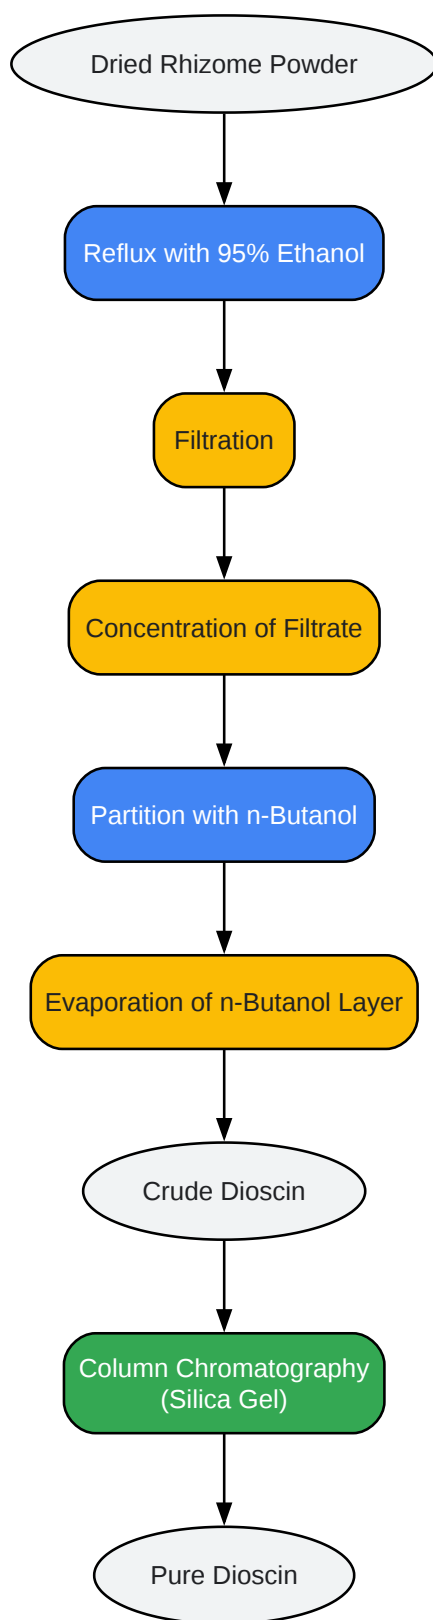 Dried Rhizome Powder
Reflux with 95% Ethanol
Filtration
Concentration of Filtrate
Partition with n-Butanol
Evaporation of n-Butanol Layer
Crude Dioscin
Column Chromatography
(Silica Gel)
Pure Dioscin